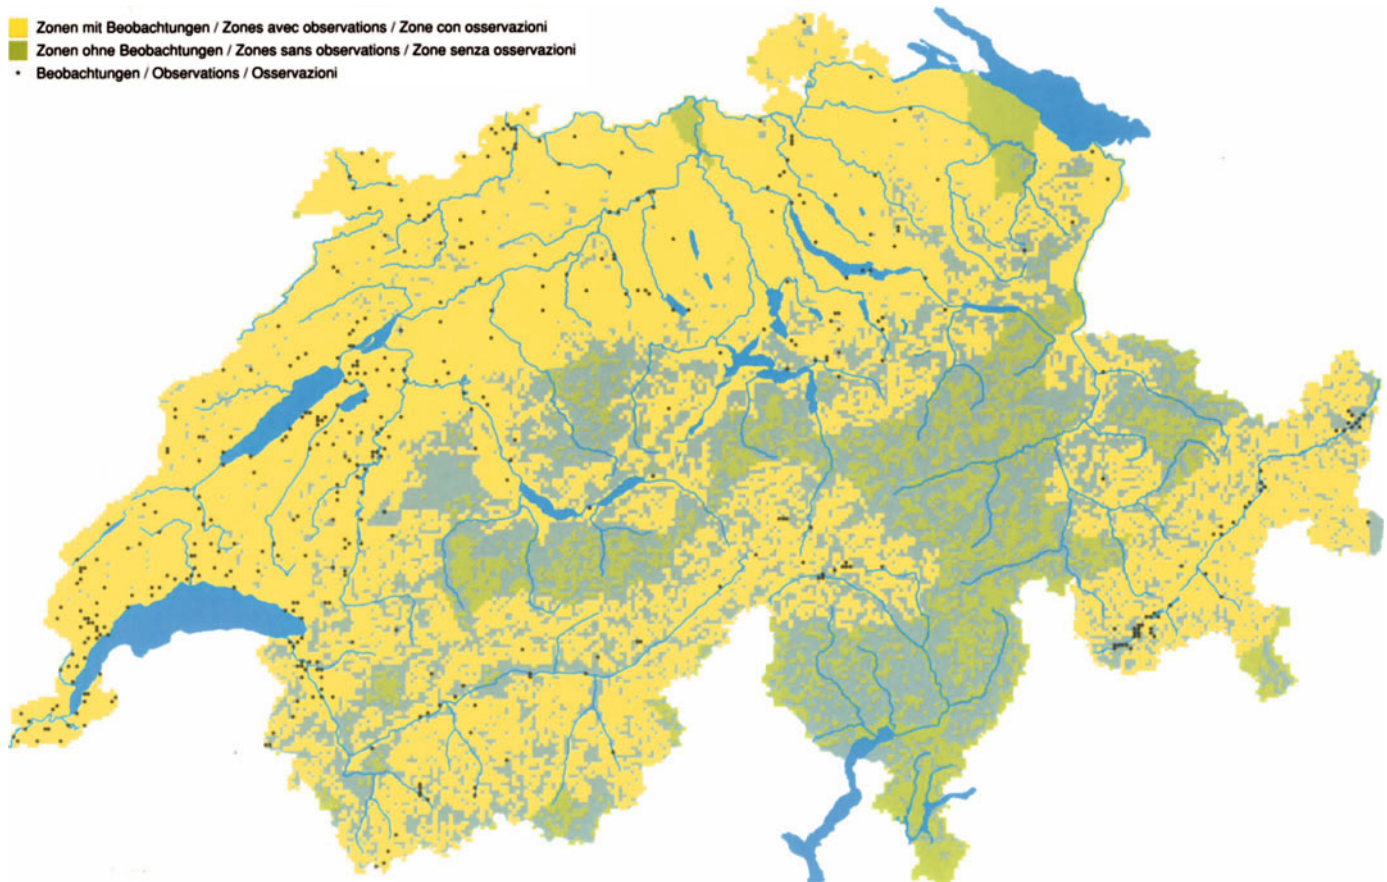 Zonen mit Beobachtungen / Zones avec observations / Zone con osservazioni
Zonen ohne Beobachtungen / Zones sans observations / Zone senza osservazioni
Beobachtungen / Observations / Osservazioni